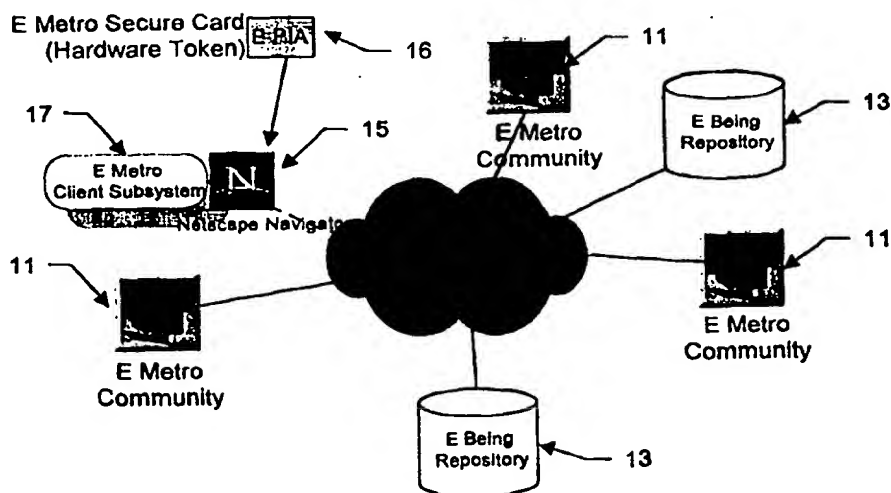 E Metro Secure Card
(Hardware Token)
16
11
13
E Being
Repository
17
15
E Metro
Client Subsystem
N
Netscape Navigator
E Metro
Community
11
11
E Metro
Community
E Metro
Community
E Being
Repository
13